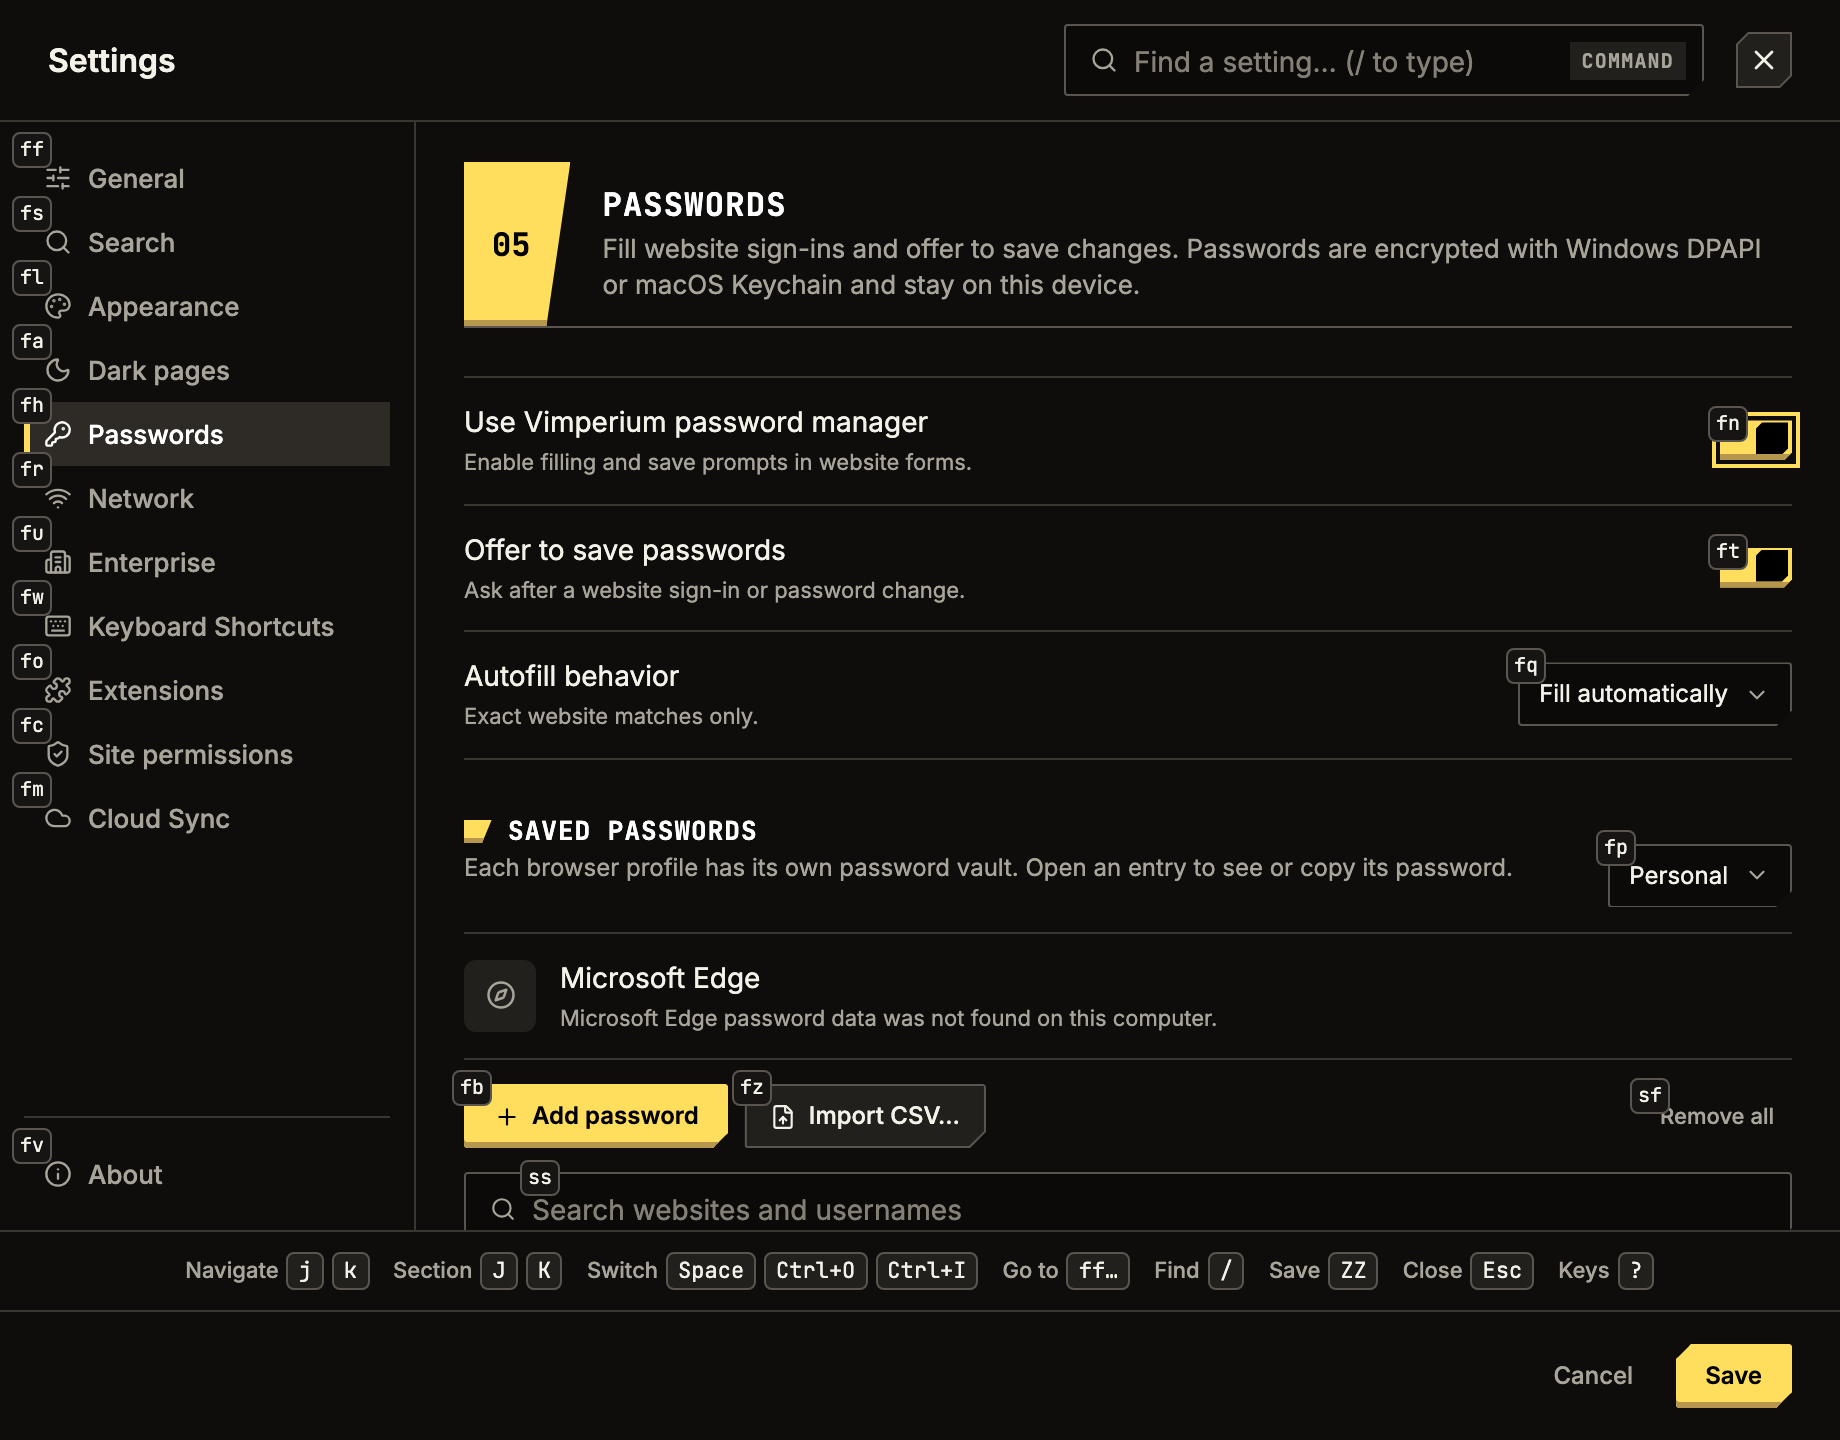 Settings
Find a setting... (/ to type)
COMMAND
ff
General
fs
Search
fl
Appearance
fa
Dark pages
fh
Passwords
fr
Network
fu
Enterprise
fw
Keyboard Shortcuts
fo
Extensions
fc
Site permissions
fm
Cloud Sync
fv
About
05
PASSWORDS
Fill website sign-ins and offer to save changes. Passwords are encrypted with Windows DPAPI
or macOS Keychain and stay on this device.
Use Vimperium password manager
Enable filling and save prompts in website forms.
fn
Offer to save passwords
Ask after a website sign-in or password change.
ft
Autofill behavior
Exact website matches only.
fq
Fill automatically
SAVED PASSWORDS
Each browser profile has its own password vault. Open an entry to see or copy its password.
fp
Personal
Microsoft Edge
Microsoft Edge password data was not found on this computer.
fb
Add password
fz
Import CSV...
sf
Remove all
ss
Search websites and usernames
Navigate j k Section J K Switch Space Ctrl+O Ctrl+I Go to ff… Find / Save ZZ Close Esc Keys ?
Cancel
Save